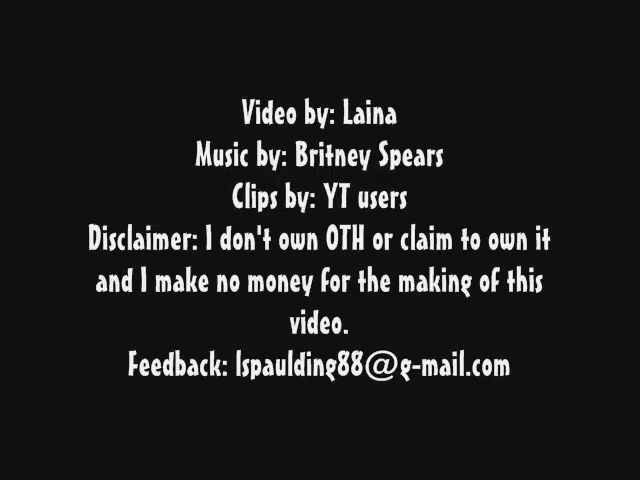 Video by: Laina
Music by: Britney Spears
Clips by: YT users
Disclaimer: I don't own OTH or claim to own it
and I make no money for the making of this
video.
Feedback: lspaulding88@g-mail.com